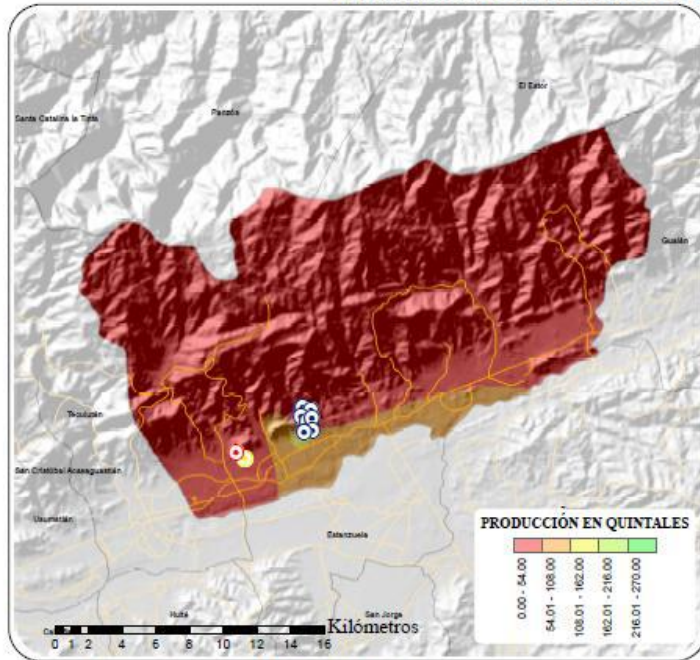 El Estor
Santa Catalina la Tinta
Panzós
Gualán
Teculután
San Cristóbal Acasaguastlán
Usumatlán
Estanzuela
PRODUCCIÓN EN QUINTALES
0.00 - 54.00
54.01 - 108.00
108.01 - 162.00
162.01 - 216.00
216.01 - 270.00
Huité
San Jorge
Kilómetros
0 1 2 4 6 8 10 12 14 16